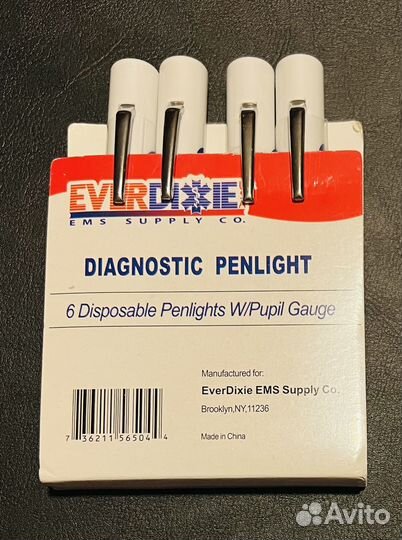 EVERDIXIE
EMS SUPPLY CO.
DIAGNOSTIC PENLIGHT
6 Disposable Penlights W/Pupil Gauge
Manufactured for:
EverDixie EMS Supply Co.
Brooklyn,NY,11236
Made in China
7 36211 56504 4
Avito